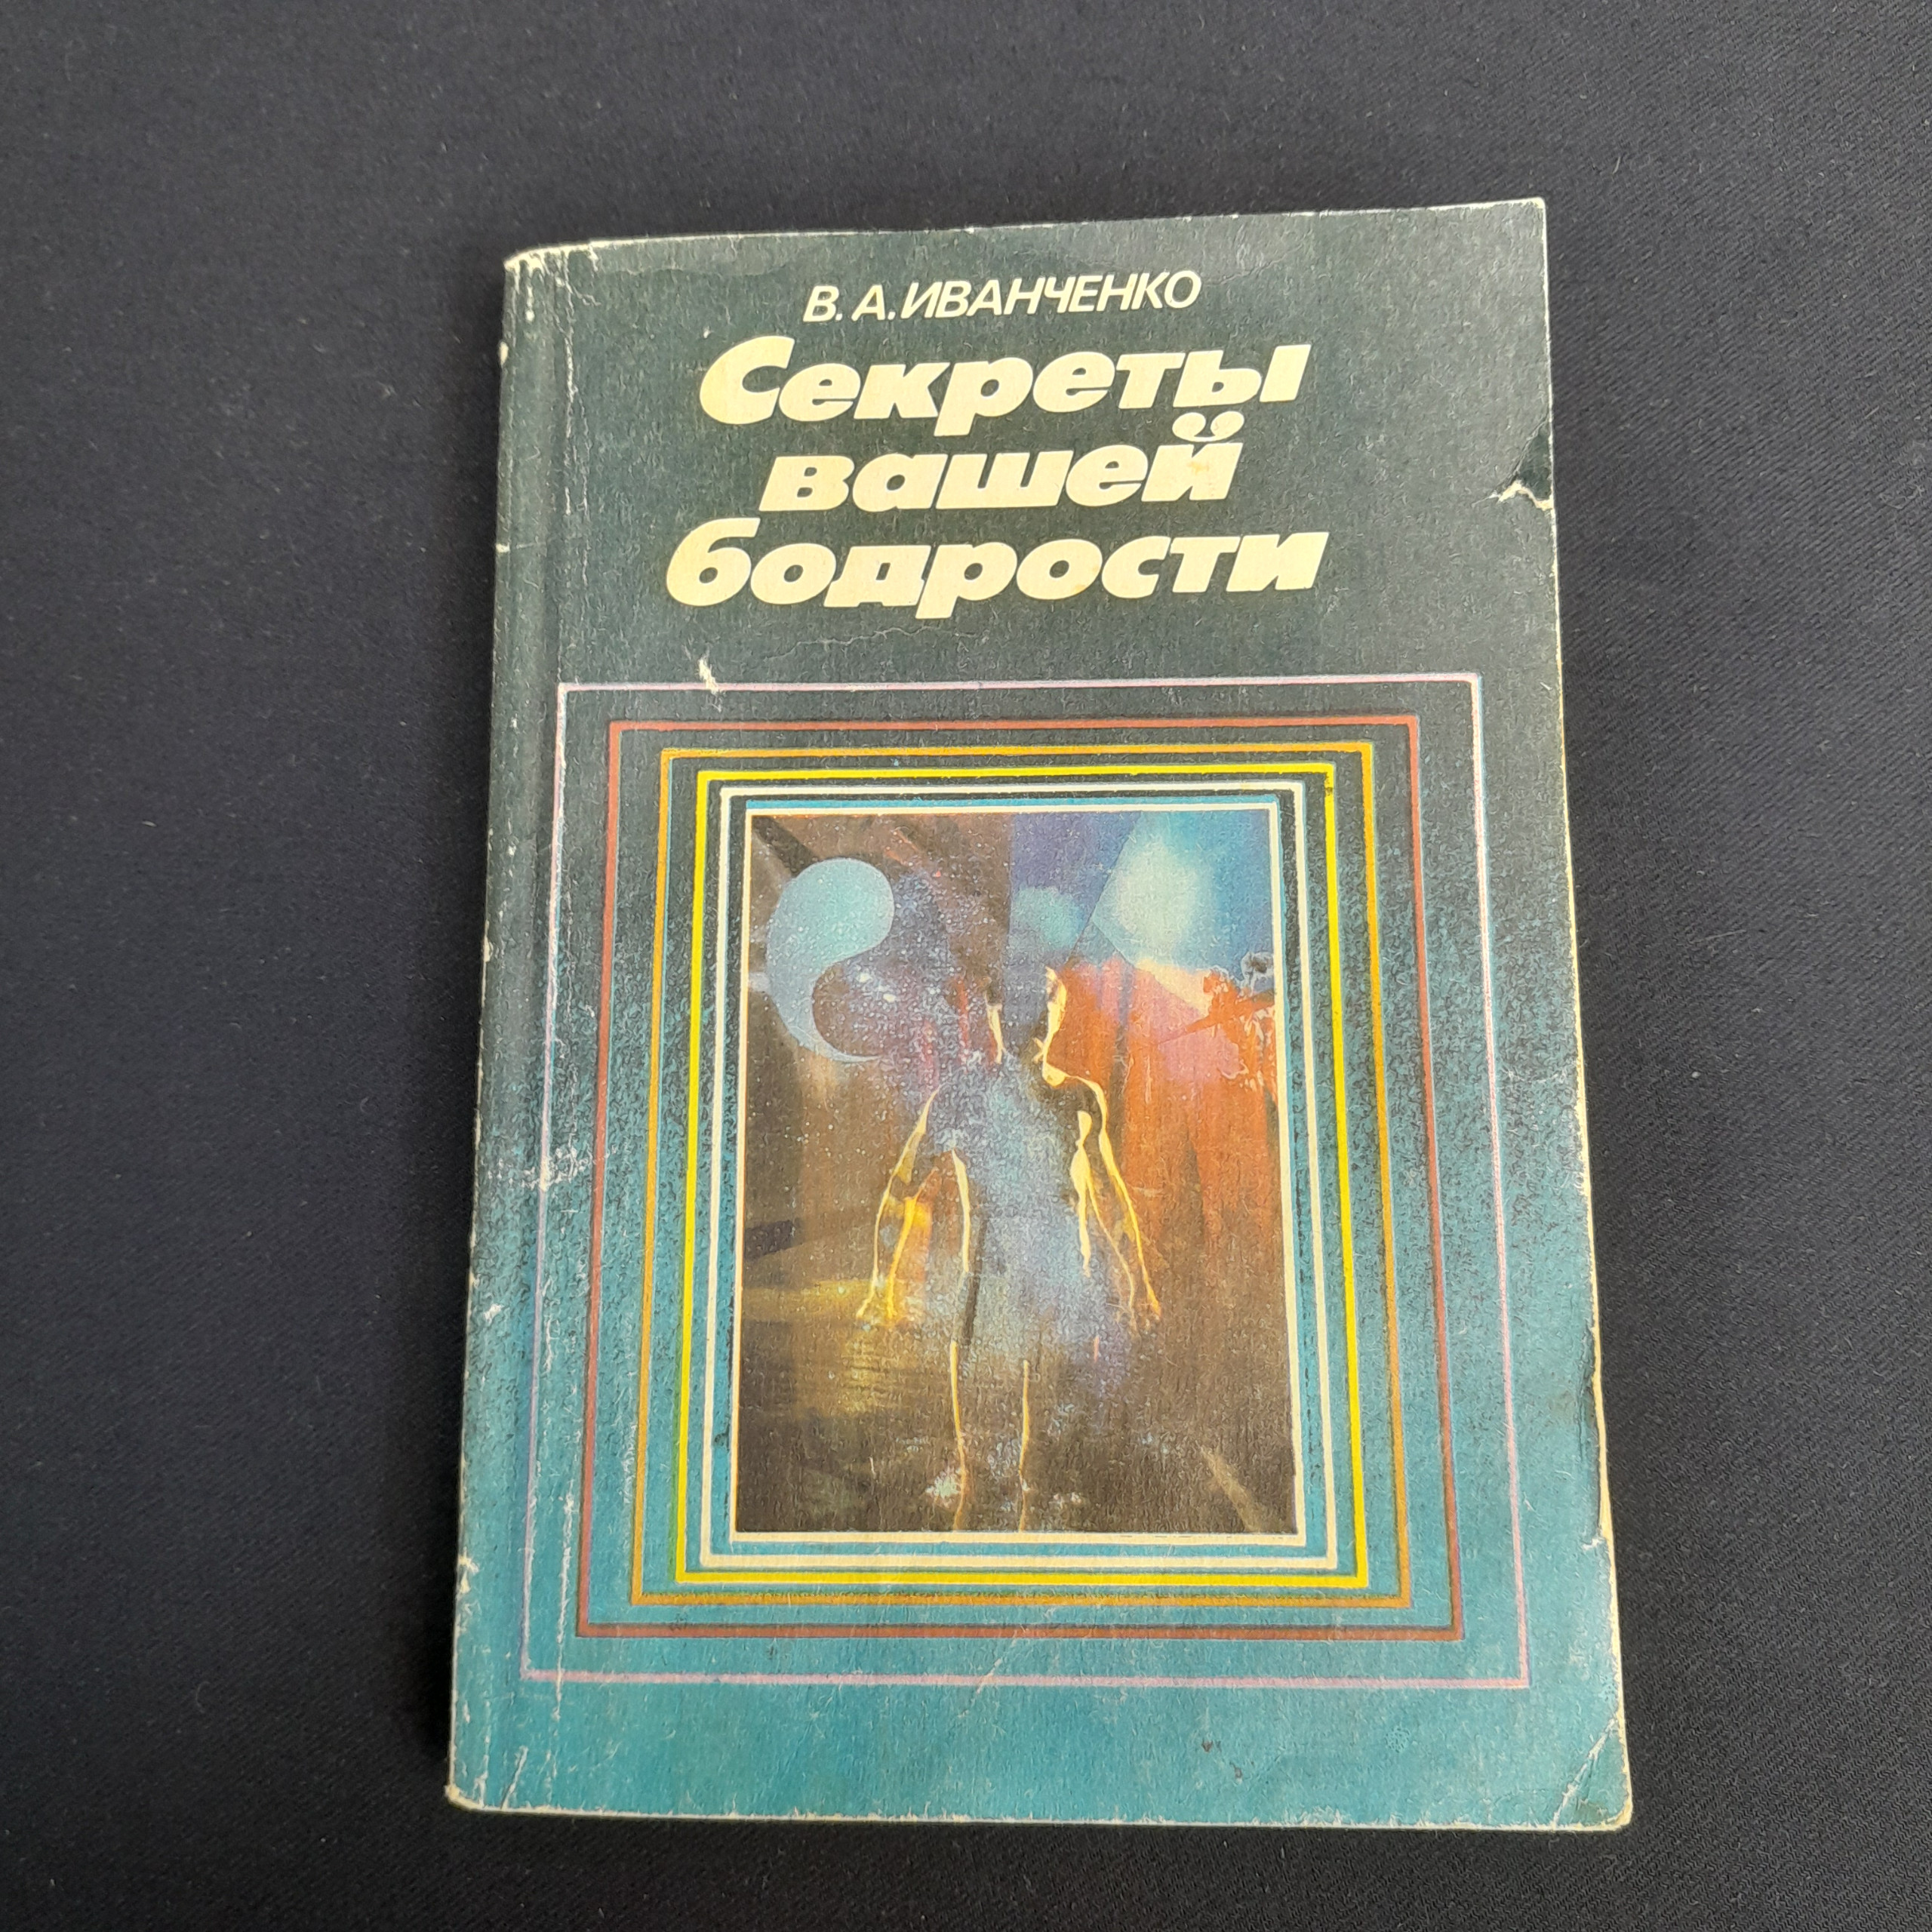 В. А. ИВАНЧЕНКО
Секреты
вашей
бодрости